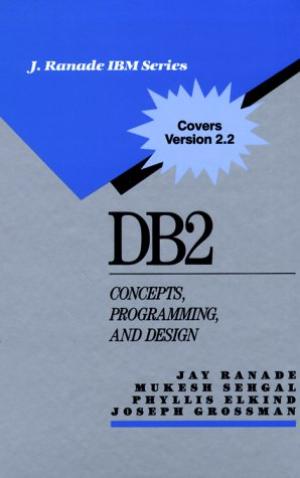 J. Ranade IBM Series
Covers
Version 2.2
DB2
CONCEPTS,
PROGRAMMING,
AND DESIGN
JAY RANADE
MUKESH SEHGAL
PHYLLIS ELKIND
JOSEPH GROSSMAN